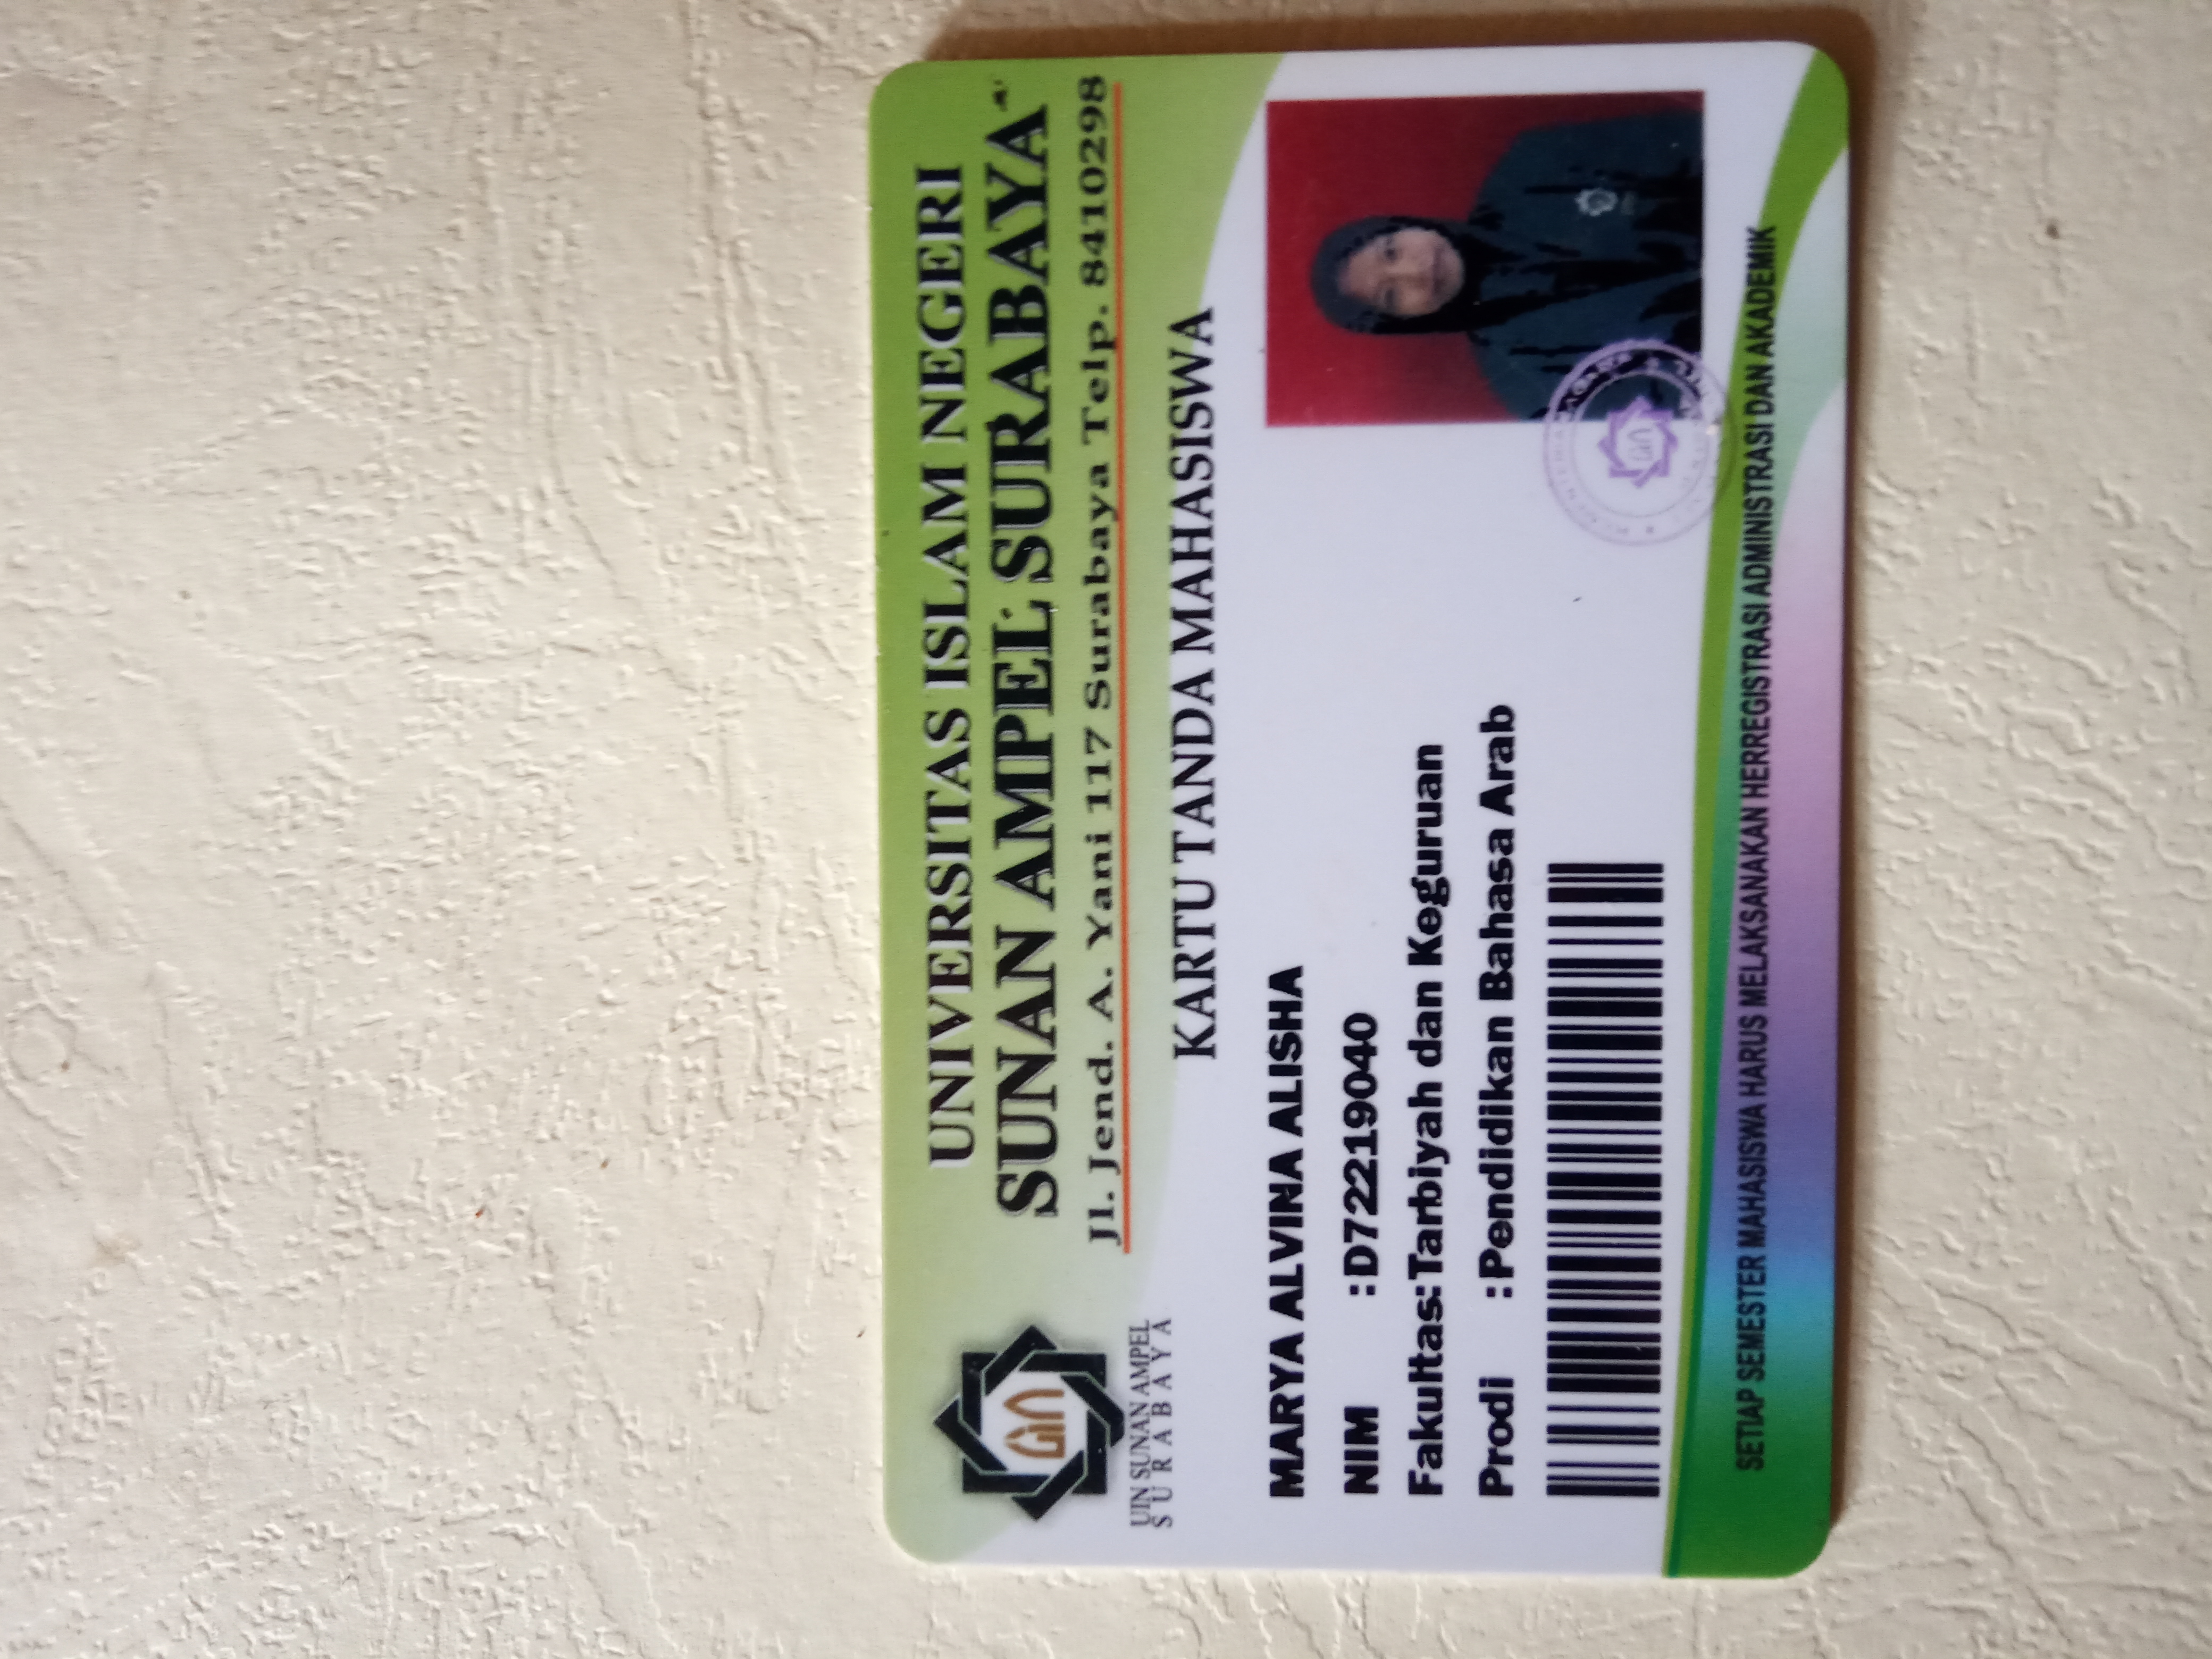 UNIVERSITAS ISLAM NEGERI
SUNAN AMPEL SURABAYA
Jl. Jend. A. Yani 117 Surabaya Telp. 8410298
UIN SUNAN AMPEL
SURABAYA
KARTU TANDA MAHASISWA
MARYA ALVINA ALISHA
NIM :D72219040
Fakultas:Tarbiyah dan Keguruan
Prodi :Pendidikan Bahasa Arab
SETIAP SEMESTER MAHASISWA HARUS MELAKSANAKAN HERREGISTRASI ADMINISTRASI DAN AKADEMIK